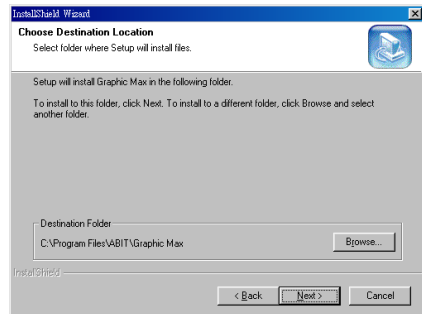 InstallShield Wizard
Choose Destination Location
Select folder where Setup will install files.
Setup will install Graphic Max in the following folder.
To install to this folder, click Next. To install to a different folder, click Browse and select
another folder.
Destination Folder
C:\Program Files\ABIT\Graphic Max
Browse...
InstallShield
< Back
Next >
Cancel